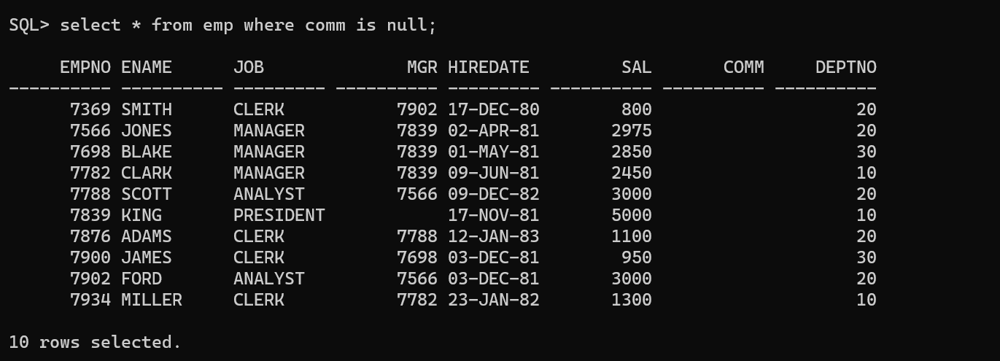 SQL> select * from emp where comm is null;
     EMPNO ENAME      JOB              MGR HIREDATE         SAL       COMM     DEPTNO
---------- ---------- --------- ---------- --------- ---------- ---------- ----------
      7369 SMITH      CLERK           7902 17-DEC-80        800                    20
      7566 JONES      MANAGER         7839 02-APR-81       2975                    20
      7698 BLAKE      MANAGER         7839 01-MAY-81       2850                    30
      7782 CLARK      MANAGER         7839 09-JUN-81       2450                    10
      7788 SCOTT      ANALYST         7566 09-DEC-82       3000                    20
      7839 KING       PRESIDENT            17-NOV-81       5000                    10
      7876 ADAMS      CLERK           7788 12-JAN-83       1100                    20
      7900 JAMES      CLERK           7698 03-DEC-81        950                    30
      7902 FORD       ANALYST         7566 03-DEC-81       3000                    20
      7934 MILLER     CLERK           7782 23-JAN-82       1300                    10
10 rows selected.